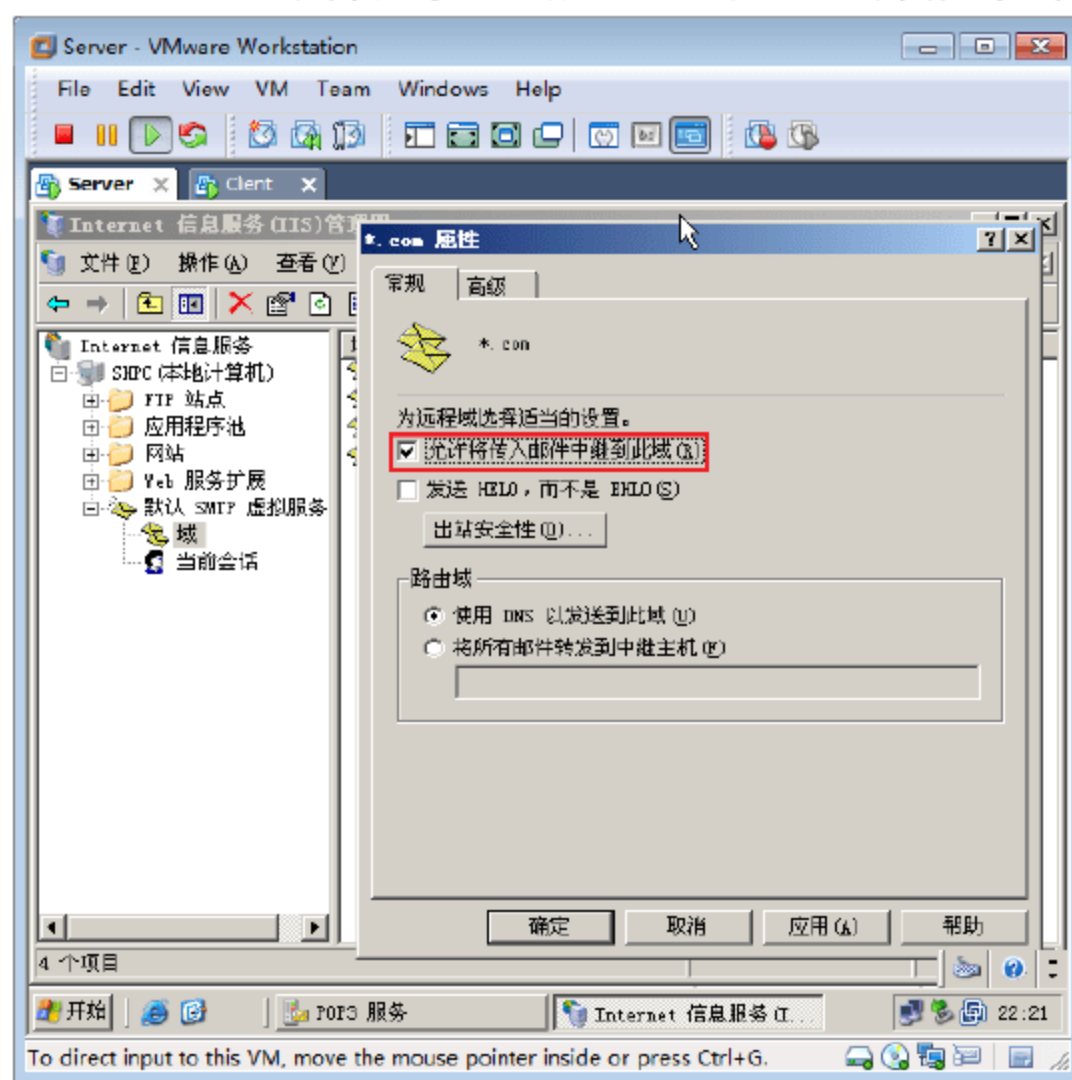 Server - VMware Workstation
File Edit View VM Team Windows Help
Server Client
Internet 信息服务(IIS)管理器
*.com 属性
文件(F) 操作(A) 查看(V)
常规 高级
*.com
Internet 信息服务
SHPC(本地计算机)
FTP 站点
应用程序池
网站
Web 服务扩展
默认 SMTP 虚拟服务
域
当前会话
为远程域选择适当的设置。
允许将传入邮件中继到此域(R)
发送 HELO，而不是 EHLO(S)
出站安全性(O)...
路由域
使用 DNS 以发送到此域(U)
将所有邮件转发到中继主机(F)
确定 取消 应用(A) 帮助
4 个项目
开始 POP3 服务 Internet 信息服务(I... 22:21
To direct input to this VM, move the mouse pointer inside or press Ctrl+G.